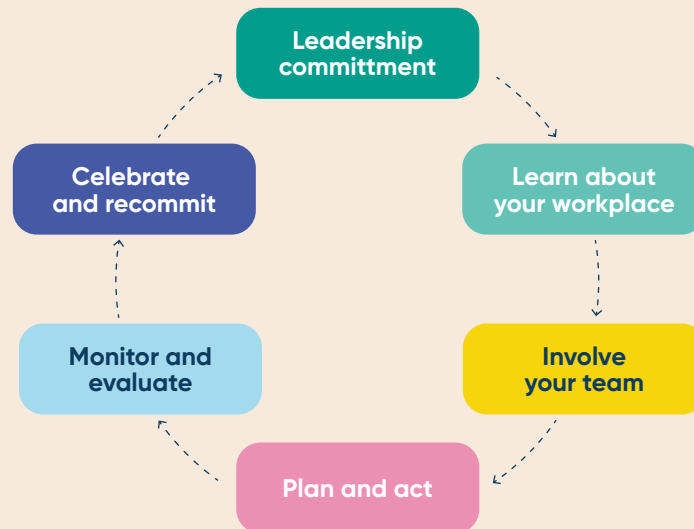 Leadership
committment
Learn about
your workplace
Involve
your team
Plan and act
Monitor and
evaluate
Celebrate
and recommit